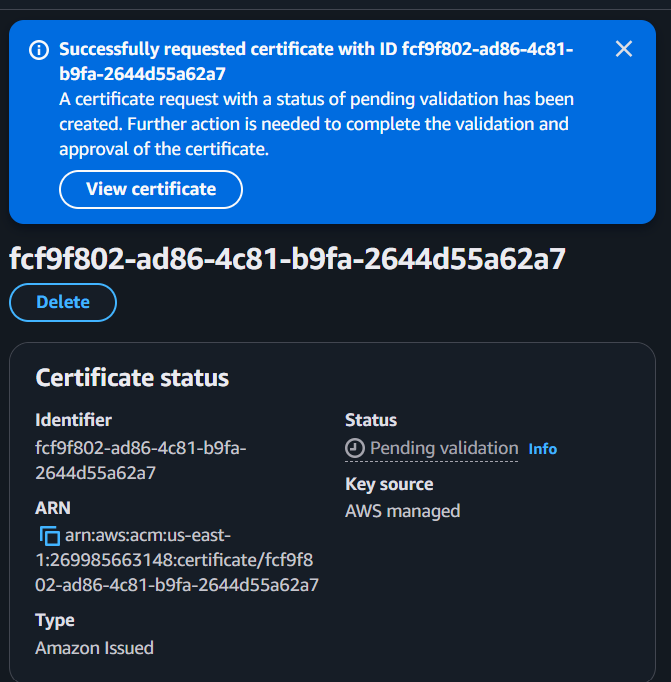 Successfully requested certificate with ID fcf9f802-ad86-4c81-
b9fa-2644d55a62a7
A certificate request with a status of pending validation has been
created. Further action is needed to complete the validation and
approval of the certificate.
View certificate
fcf9f802-ad86-4c81-b9fa-2644d55a62a7
Delete
Certificate status
Identifier
fcf9f802-ad86-4c81-b9fa-
2644d55a62a7
ARN
arn:aws:acm:us-east-
1:269985663148:certificate/fcf9f8
02-ad86-4c81-b9fa-2644d55a62a7
Type
Amazon Issued
Status
Pending validation Info
Key source
AWS managed